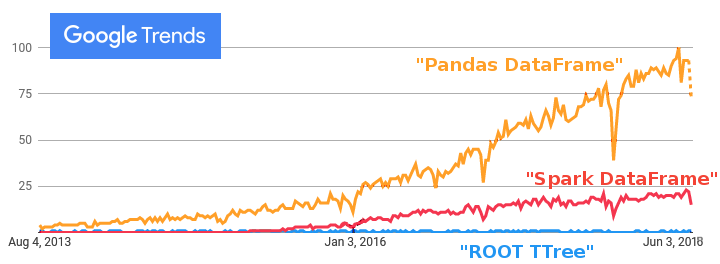 Google Trends
100
"Pandas DataFrame"
75
50
25
"Spark DataFrame"
Aug 4, 2013
Jan 3, 2016
"ROOT TTree"
Jun 3, 2018